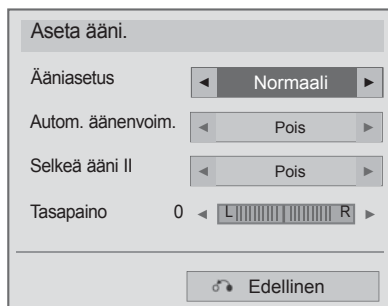 Aseta ääni.
Ääniasetus ◄ Normaali ►
Autom. äänenvoim. ◄ Pois ►
Selkeä ääni II ◄ Pois ►
Tasapaino 0 ◄ L R ►
Edellinen